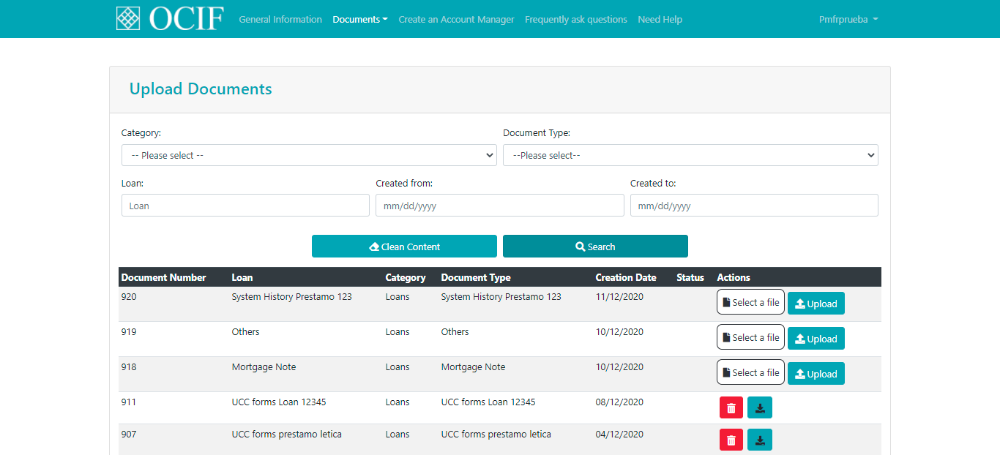 OCIF General Information Documents Create an Account Manager Frequently ask questions Need Help Pmfrprueba
Upload Documents
Category: Document Type:
-- Please select -- --Please select--
Loan: Created from: Created to:
Loan mm/dd/yyyy mm/dd/yyyy
Clean Content Search
Document Number Loan Category Document Type Creation Date Status Actions
920 System History Prestamo 123 Loans System History Prestamo 123 11/12/2020 Select a file Upload
919 Others Loans Others 10/12/2020 Select a file Upload
918 Mortgage Note Loans Mortgage Note 10/12/2020 Select a file Upload
911 UCC forms Loan 12345 Loans UCC forms Loan 12345 08/12/2020
907 UCC forms prestamo letica Loans UCC forms prestamo letica 04/12/2020